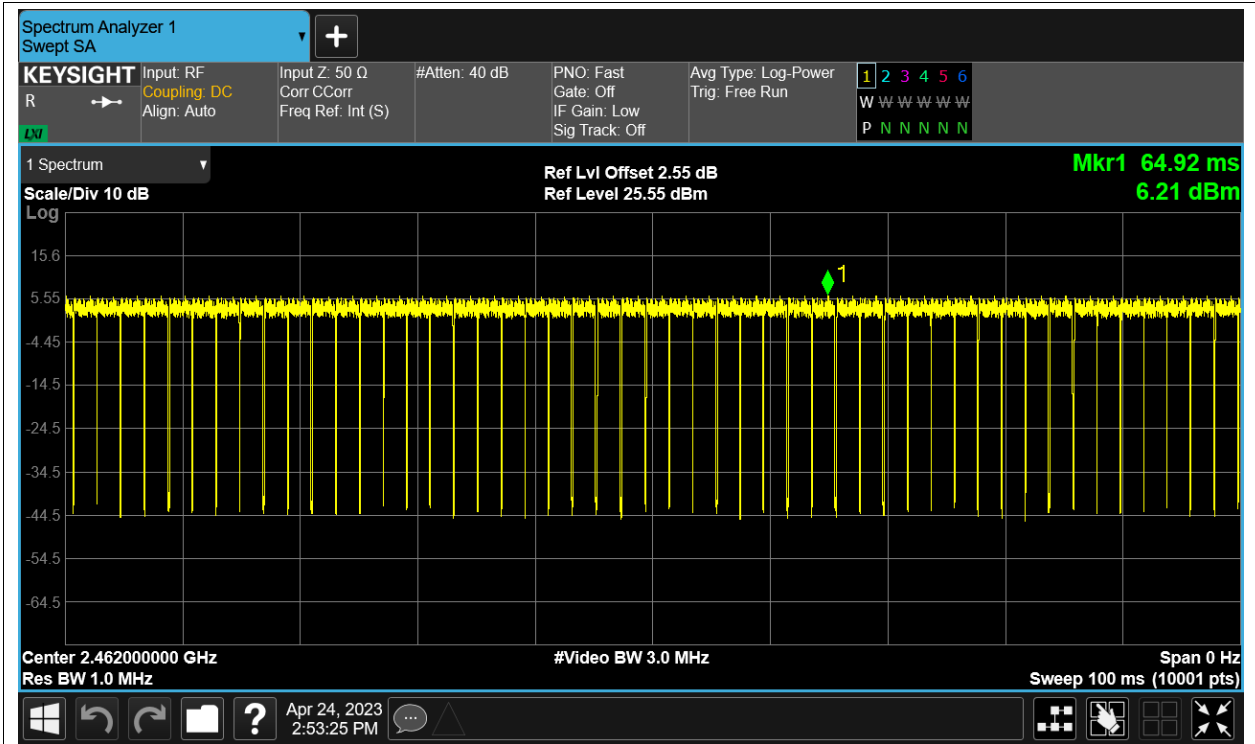 Spectrum Analyzer 1
Swept SA
KEYSIGHT
R
LXI
Input: RF
Coupling: DC
Align: Auto
Input Z: 50 Ω
Corr CCorr
Freq Ref: Int (S)
#Atten: 40 dB
PNO: Fast
Gate: Off
IF Gain: Low
Sig Track: Off
Avg Type: Log-Power
Trig: Free Run
1 2 3 4 5 6
W W W W W W
P N N N N N
1 Spectrum
Scale/Div 10 dB
Log
Ref Lvl Offset 2.55 dB
Ref Level 25.55 dBm
Mkr1 64.92 ms
6.21 dBm
1
15.6
5.55
-4.45
-14.5
-24.5
-34.5
-44.5
-54.5
-64.5
Center 2.462000000 GHz
Res BW 1.0 MHz
#Video BW 3.0 MHz
Span 0 Hz
Sweep 100 ms (10001 pts)
?
Apr 24, 2023
2:53:25 PM